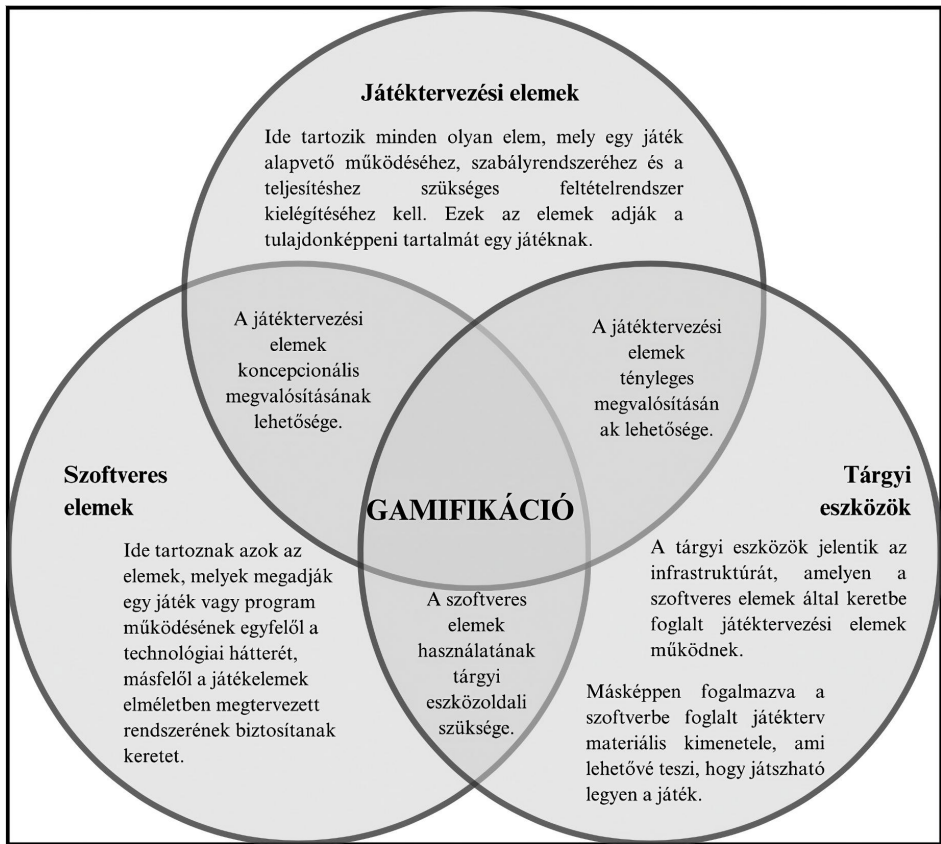 Játéktervezési elemek
Ide tartozik minden olyan elem, mely egy játék
alapvető működéséhez, szabályrendszeréhez és a
teljesítéshez szükséges feltételrendszer
kielégítéséhez kell. Ezek az elemek adják a
tulajdonképpeni tartalmát egy játéknak.
A játéktervezési
elemek
koncepcionális
megvalósításának
lehetősége.
A játéktervezési
elemek
tényleges
megvalósításán
ak lehetősége.
Szoftveres
elemek
Ide tartoznak azok az
elemek, melyek megadják
egy játék vagy program
működésének egyfelől a
technológiai hátterét,
másfelől a játékelemek
elméletben megtervezett
rendszerének biztosítanak
keretet.
GAMIFIKÁCIÓ
A szoftveres
elemek
használatának
tárgyi
eszközoldali
szüksége.
Tárgyi
eszközök
A tárgyi eszközök jelentik az
infrastruktúrát, amelyen a
szoftveres elemek által keretbe
foglalt játéktervezési elemek
működnek.
Másképpen fogalmazva a
szoftverbe foglalt játékterv
materiális kimenetele, ami
lehetővé teszi, hogy játszható
legyen a játék.